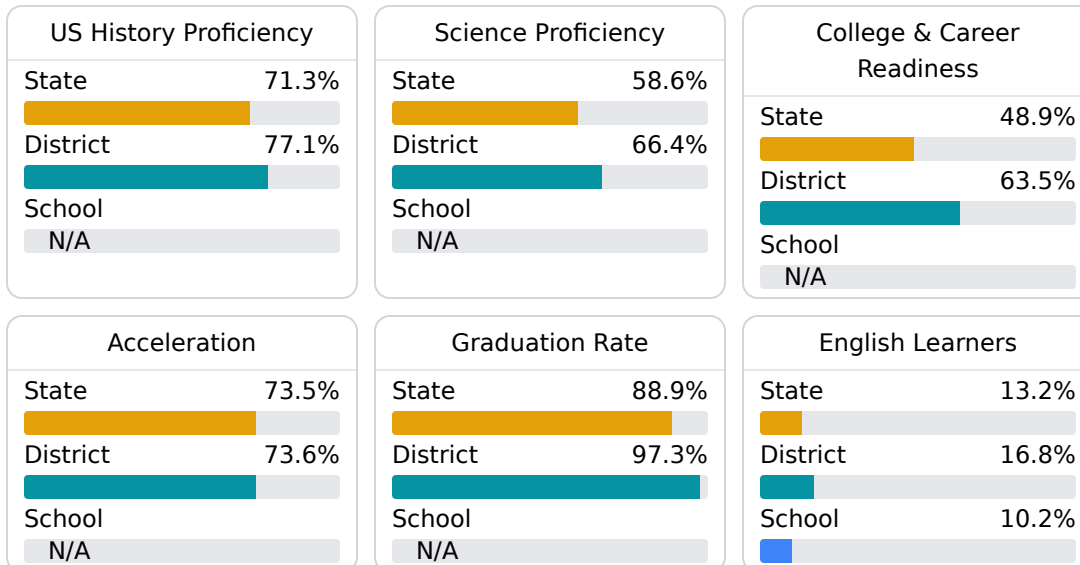 US History Proficiency
State 71.3%
District 77.1%
School
N/A
Science Proficiency
State 58.6%
District 66.4%
School
N/A
College & Career
Readiness
State 48.9%
District 63.5%
School
N/A
Acceleration
State 73.5%
District 73.6%
School
N/A
Graduation Rate
State 88.9%
District 97.3%
School
N/A
English Learners
State 13.2%
District 16.8%
School 10.2%